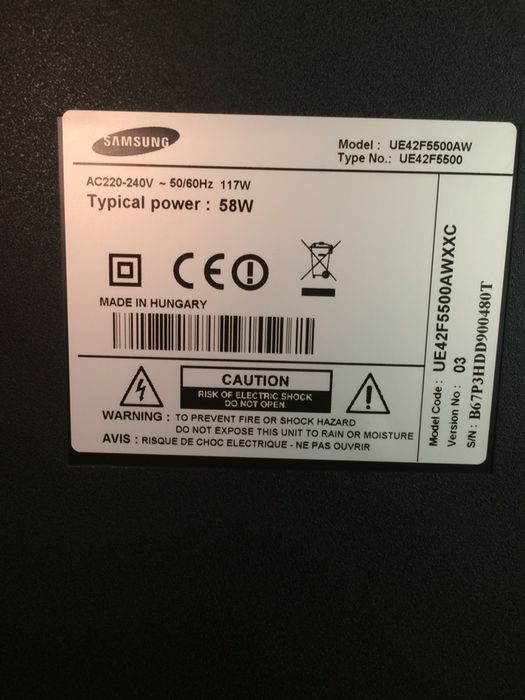 SAMSUNG
Model : UE42F5500AW
Type No.: UE42F5500
AC220-240V ~ 50/60Hz 117W
Typical power : 58W
MADE IN HUNGARY
CAUTION
RISK OF ELECTRIC SHOCK
DO NOT OPEN
WARNING : TO PREVENT FIRE OR SHOCK HAZARD
DO NOT EXPOSE THIS UNIT TO RAIN OR MOISTURE
AVIS : RISQUE DE CHOC ELECTRIQUE - NE PAS OUVRIR
Model Code : UE42F5500AWXXC
Version No : 03
S/N : B67P3HDD900480T